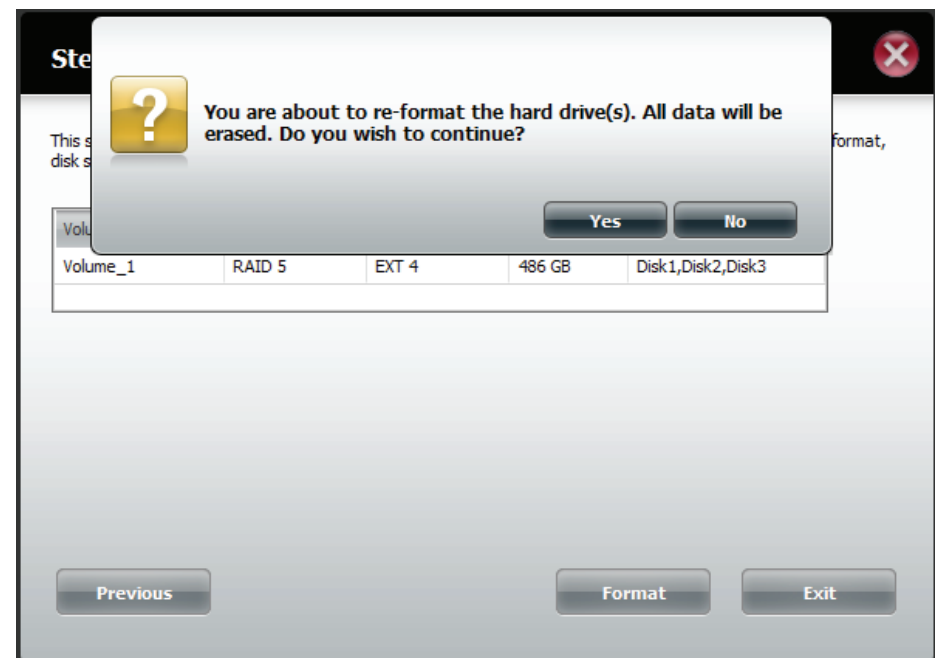 Ste
You are about to re-format the hard drive(s). All data will be
erased. Do you wish to continue?
This s
format,
disk s
Yes No
Volu
Volume_1 RAID 5 EXT 4 486 GB Disk1,Disk2,Disk3
Previous Format Exit